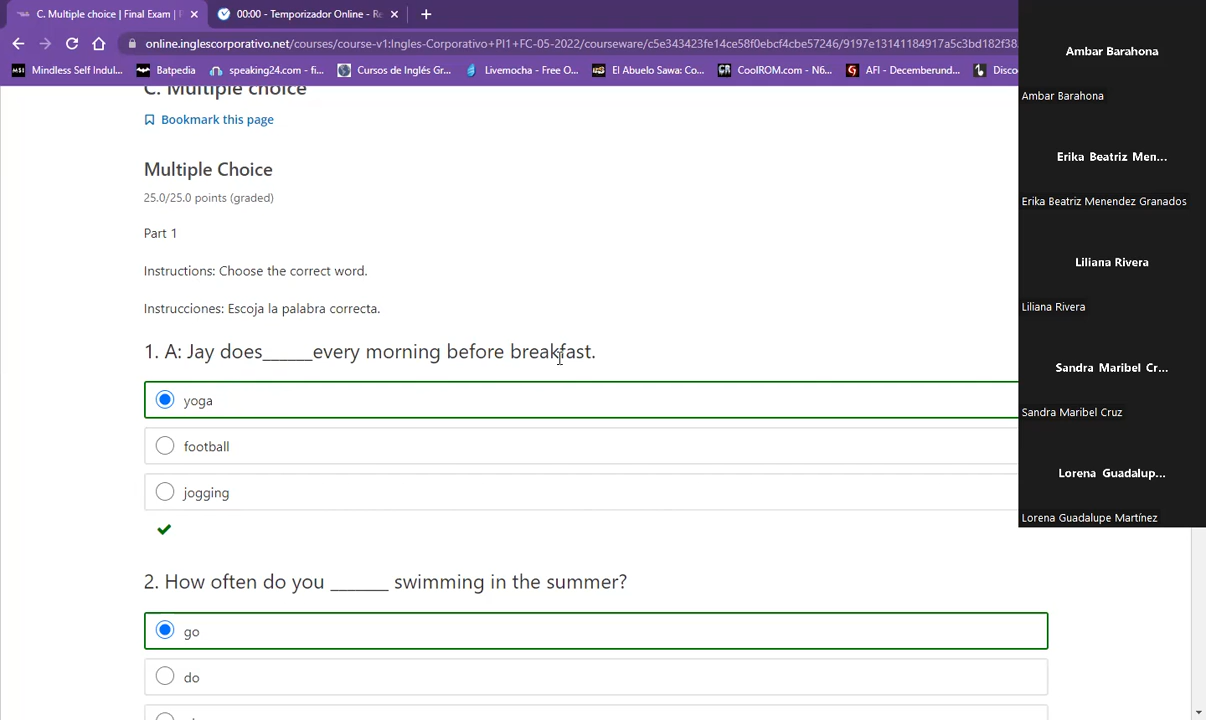 C. Multiple choice | Final Exam |
00:00 - Temporizador Online - Re
online.inglescorporativo.net/courses/course-v1:Ingles-Corporativo+PI1+FC-05-2022/courseware/c5e343423fe14ce58f0ebcf4cbe57246/9197e13141184917a5c3bd182f38
Mindless Self Indul...
Batpedia
speaking24.com - fi...
Cursos de Inglés Gr...
Livemocha - Free O...
El Abuelo Sawa: Co...
CoolROM.com - N6...
AFI - Decemberund...
Disco
C. Multiple choice
Bookmark this page
Multiple Choice
25.0/25.0 points (graded)
Part 1
Instructions: Choose the correct word.
Instrucciones: Escoja la palabra correcta.
1. A: Jay does______every morning before breakfast.
yoga
football
jogging
2. How often do you _______ swimming in the summer?
go
do
Ambar Barahona
Ambar Barahona
Erika Beatriz Men...
Erika Beatriz Menendez Granados
Liliana Rivera
Liliana Rivera
Sandra Maribel Cr...
Sandra Maribel Cruz
Lorena Guadalup...
Lorena Guadalupe Martínez